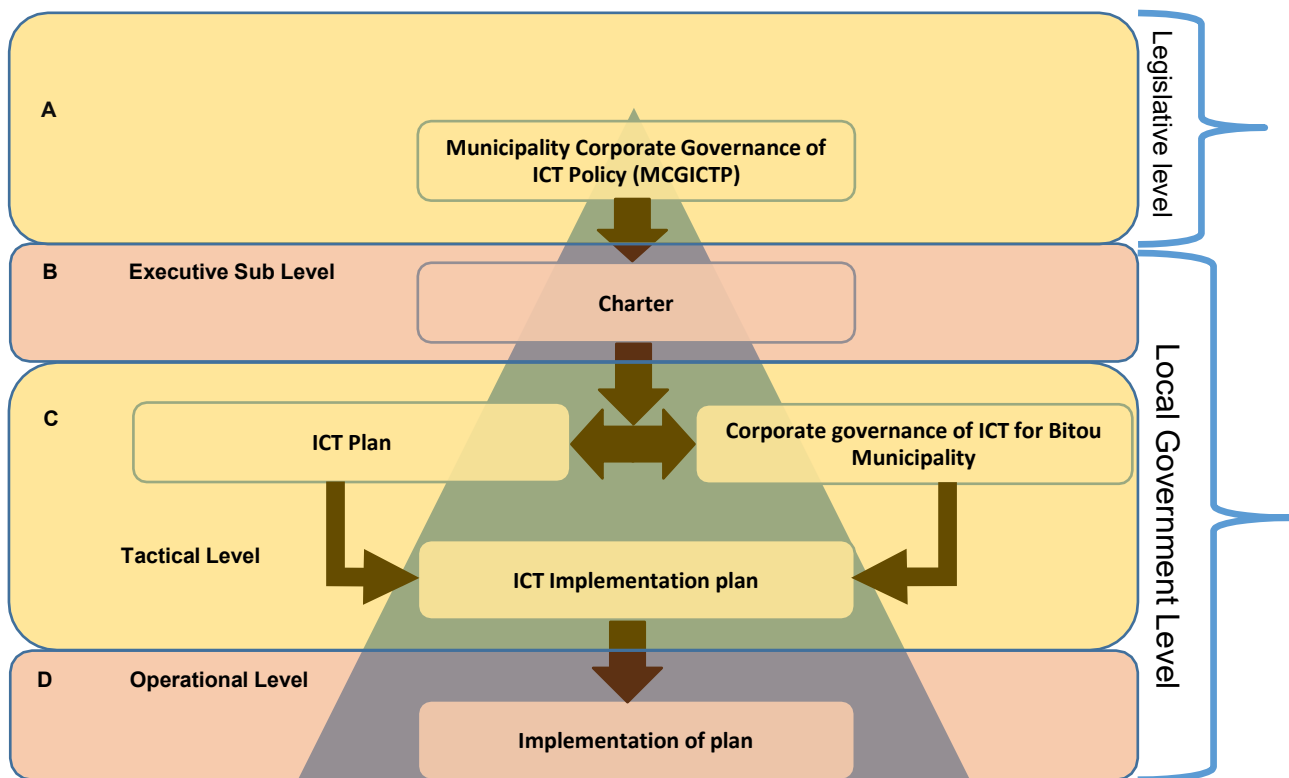 A
Municipality Corporate Governance of
ICT Policy (MCGICTP)
Legislative level
B
Executive Sub Level
Charter
C
ICT Plan
Corporate governance of ICT for Bitou
Municipality
Tactical Level
ICT Implementation plan
Local Government Level
D
Operational Level
Implementation of plan